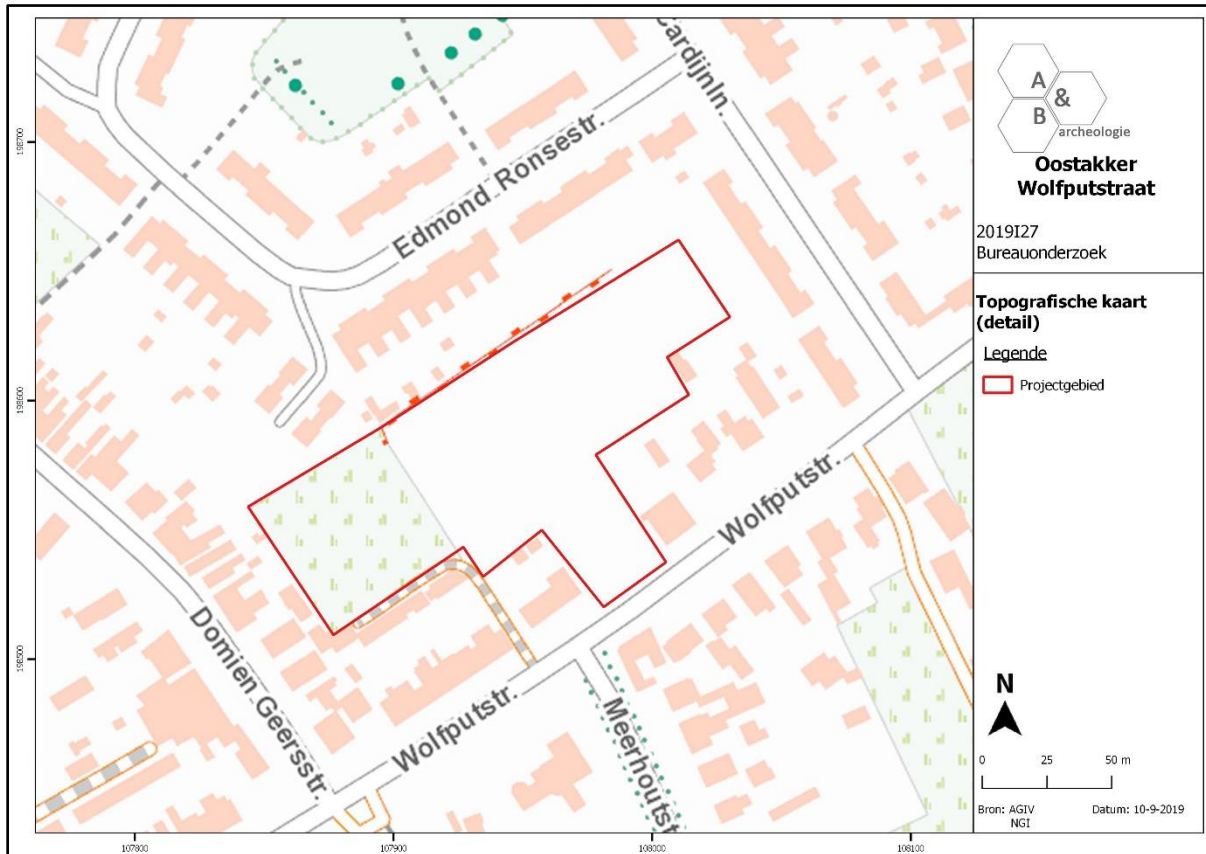 Cardijnln.
Edmond Ronsestr.
Wolfputstr.
Domien Geersstr.
Wolfputstr.
Meerhoutst
198700
198600
198500
107800
107900
108000
108100
A
&
B
archeologie
Oostakker
Wolfputstraat
2019I27
Bureauonderzoek
Topografische kaart
(detail)
Legende
Projectgebied
N
0 25 50 m
Bron: AGIV Datum: 10-9-2019
NGI